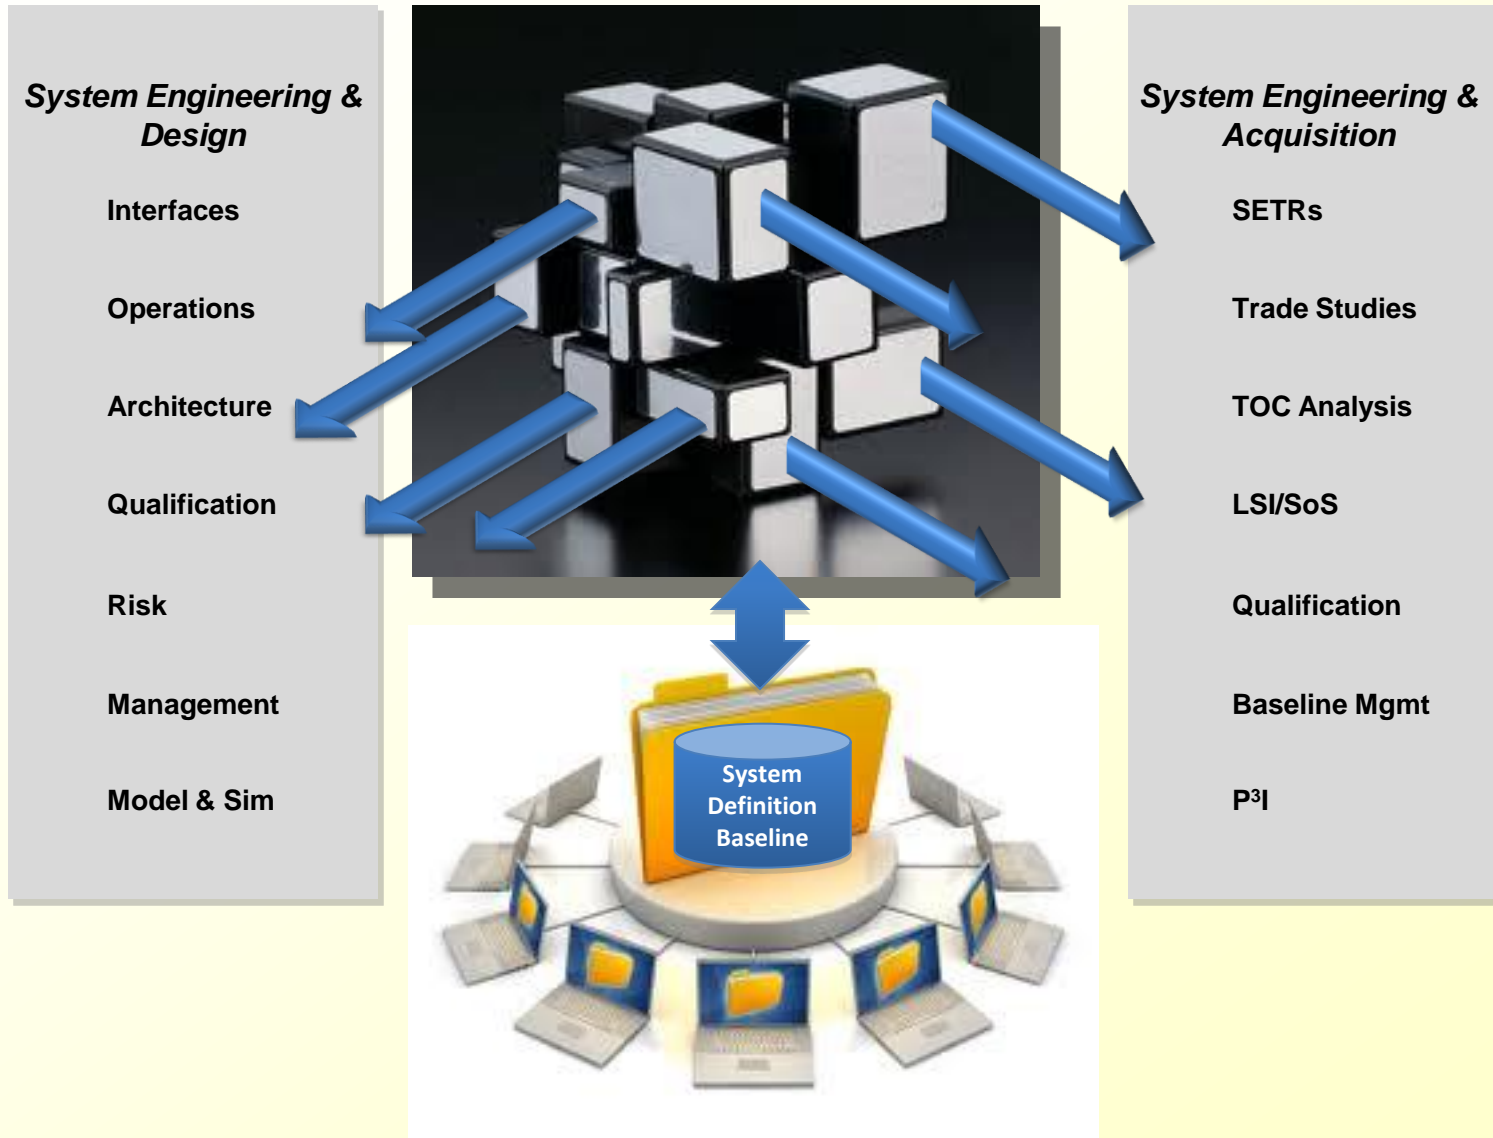 System Engineering &
Design
Interfaces
Operations
Architecture
Qualification
Risk
Management
Model & Sim
System
Definition
Baseline
System Engineering &
Acquisition
SETRs
Trade Studies
TOC Analysis
LSI/SoS
Qualification
Baseline Mgmt
P³I